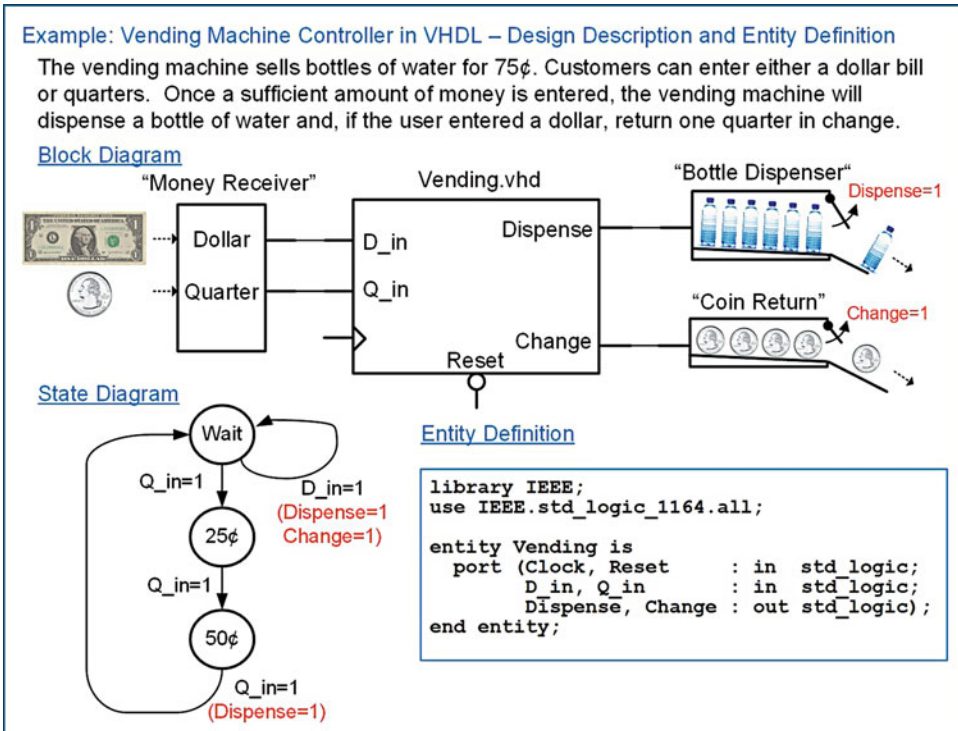 Example: Vending Machine Controller in VHDL – Design Description and Entity Definition
The vending machine sells bottles of water for 75¢. Customers can enter either a dollar bill
or quarters.  Once a sufficient amount of money is entered, the vending machine will
dispense a bottle of water and, if the user entered a dollar, return one quarter in change.
Block Diagram
“Money Receiver”
Vending.vhd
“Bottle Dispenser“
Dispense=1
Dollar
D_in
Dispense
Quarter
Q_in
“Coin Return”
Change=1
Change
Reset
State Diagram
Wait
Q_in=1
D_in=1
(Dispense=1
Change=1)
25¢
Q_in=1
50¢
Q_in=1
(Dispense=1)
Entity Definition
library IEEE;
use IEEE.std_logic_1164.all;
entity Vending is
  port (Clock, Reset     : in  std_logic;
        D_in, Q_in       : in  std_logic;
        Dispense, Change : out std_logic);
end entity;